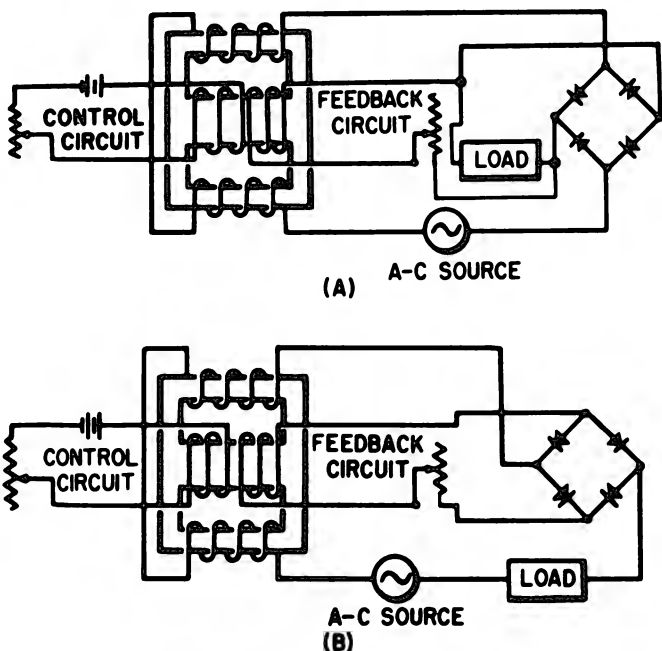 CONTROL
CIRCUIT
FEEDBACK
CIRCUIT
LOAD
A-C SOURCE
(A)
CONTROL
CIRCUIT
FEEDBACK
CIRCUIT
LOAD
A-C SOURCE
(B)